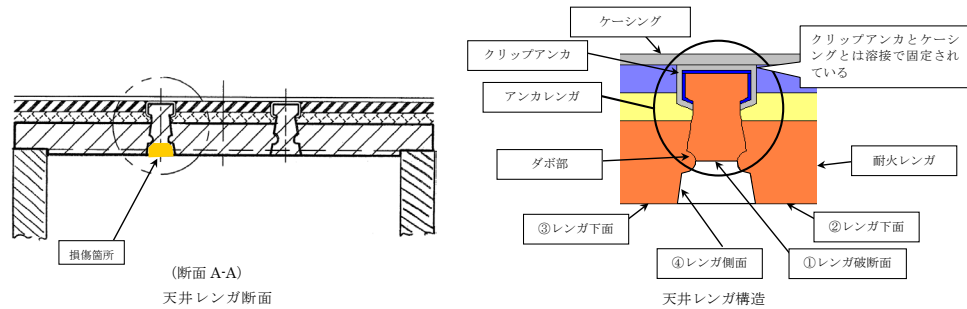 損傷箇所
(断面 A-A)
天井レンガ断面
ケーシング
クリップアンカとケーシ
ングとは溶接で固定され
ている
クリップアンカ
アンカレンガ
ダボ部
耐火レンガ
③レンガ下面
②レンガ下面
④レンガ側面
①レンガ破断面
天井レンガ構造